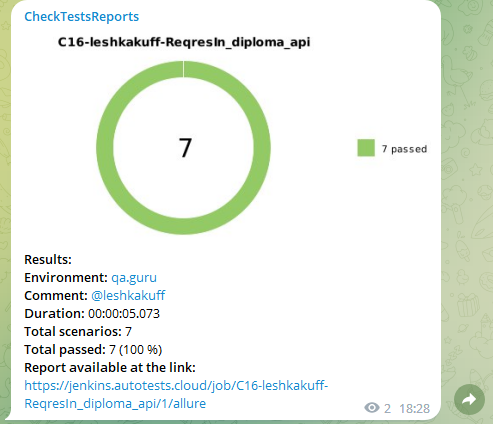 CheckTestsReports
C16-leshkakuff-ReqresIn_diploma_api
7
7 passed
Results:
Environment: qa.guru
Comment: @leshkakuff
Duration: 00:00:05.073
Total scenarios: 7
Total passed: 7 (100 %)
Report available at the link:
https://jenkins.autotests.cloud/job/C16-leshkakuff-
ReqresIn_diploma_api/1/allure
2 18:28